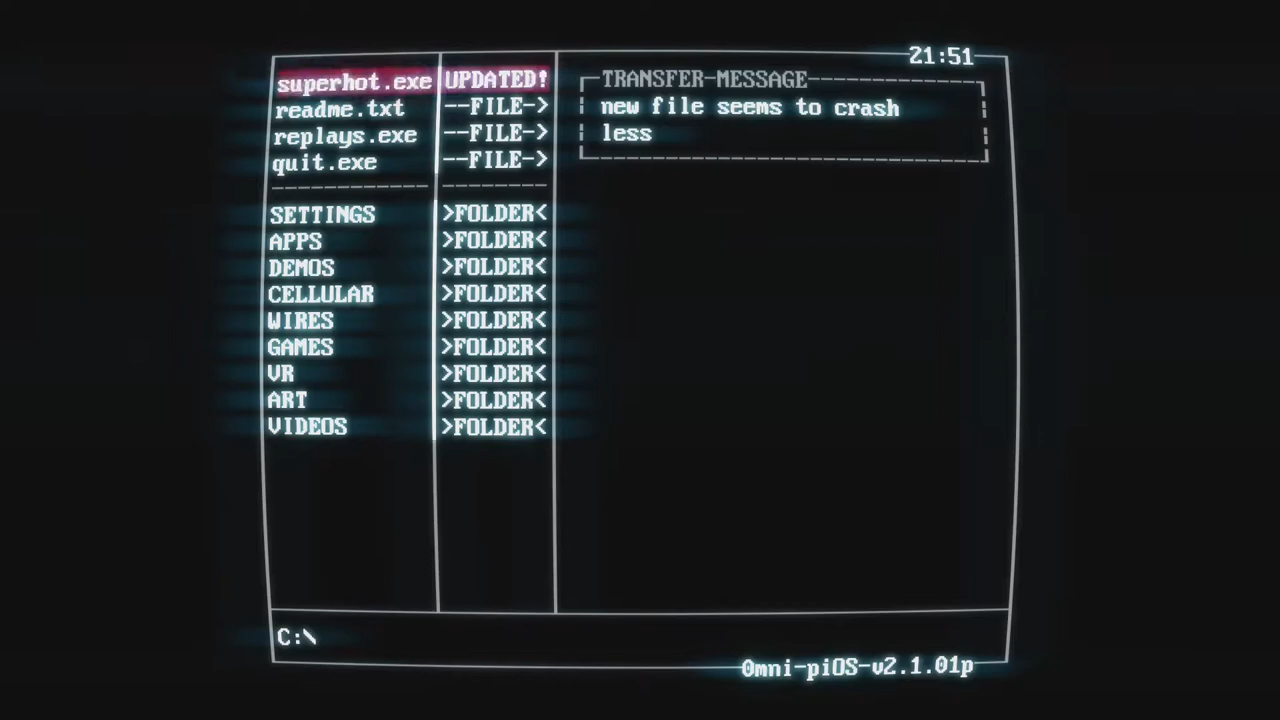 21:51
superhot.exe UPDATED!
readme.txt --FILE->
replays.exe --FILE->
quit.exe --FILE->
SETTINGS >FOLDER<
APPS >FOLDER<
DEMOS >FOLDER<
CELLULAR >FOLDER<
WIRES >FOLDER<
GAMES >FOLDER<
VR >FOLDER<
ART >FOLDER<
VIDEOS >FOLDER<
TRANSFER-MESSAGE
new file seems to crash
less
C:\
0mni-piOS-v2.1.01p